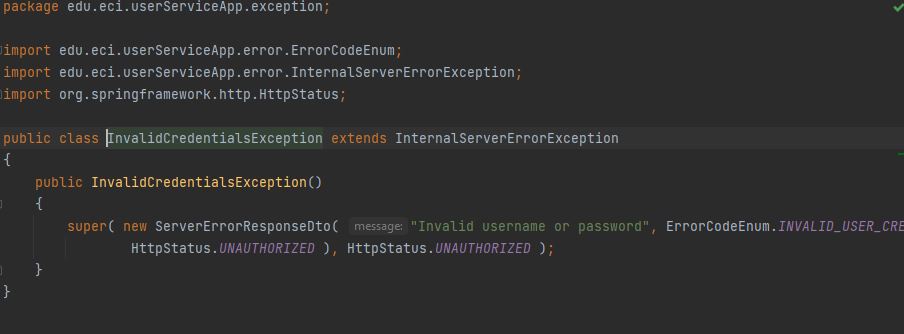 package edu.eci.userServiceApp.exception;
import edu.eci.userServiceApp.error.ErrorCodeEnum;
import edu.eci.userServiceApp.error.InternalServerErrorException;
import org.springframework.http.HttpStatus;
public class InvalidCredentialsException extends InternalServerErrorException
{
    public InvalidCredentialsException()
    {
        super( new ServerErrorResponseDto( message: "Invalid username or password", ErrorCodeEnum.INVALID_USER_CRE
                HttpStatus.UNAUTHORIZED ), HttpStatus.UNAUTHORIZED );
    }
}